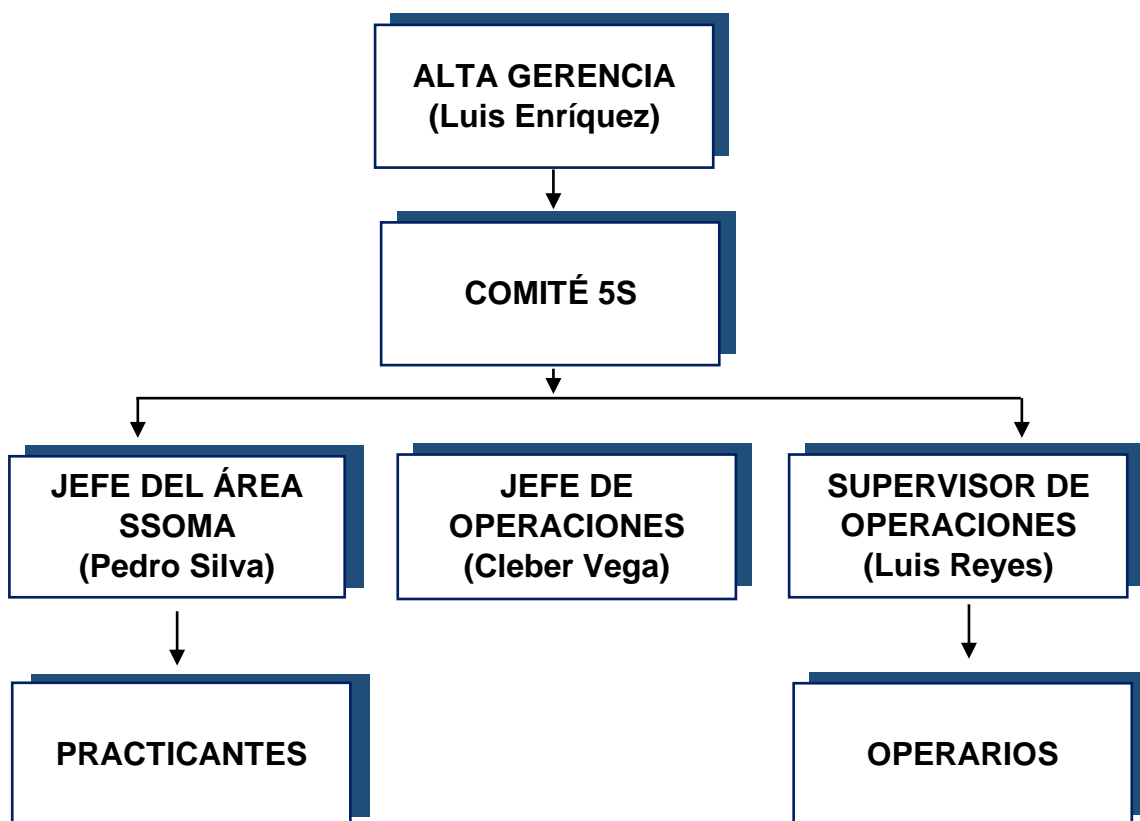 ALTA GERENCIA
(Luis Enríquez)
COMITÉ 5S
JEFE DEL ÁREA
SSOMA
(Pedro Silva)
JEFE DE
OPERACIONES
(Cleber Vega)
SUPERVISOR DE
OPERACIONES
(Luis Reyes)
PRACTICANTES
OPERARIOS